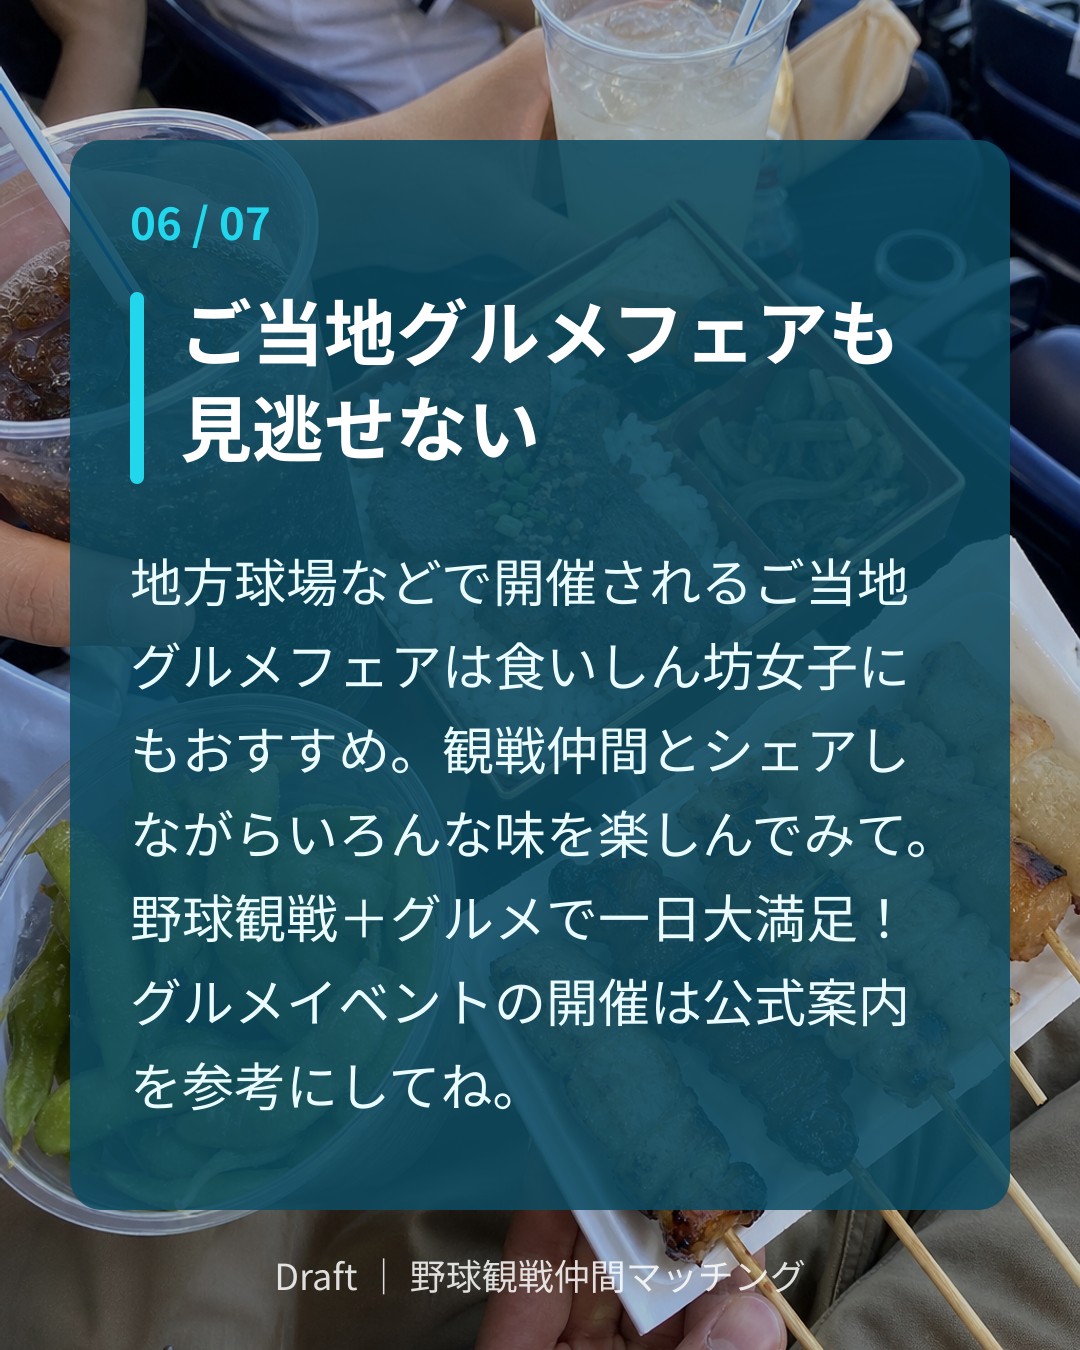 06 / 07
ご当地グルメフェアも
見逃せない
地方球場などで開催されるご当地
グルメフェアは食いしん坊女子に
もおすすめ。観戦仲間とシェアし
ながらいろんな味を楽しんでみて。
野球観戦＋グルメで一日大満足！
グルメイベントの開催は公式案内
を参考にしてね。
Draft ｜ 野球観戦仲間マッチング